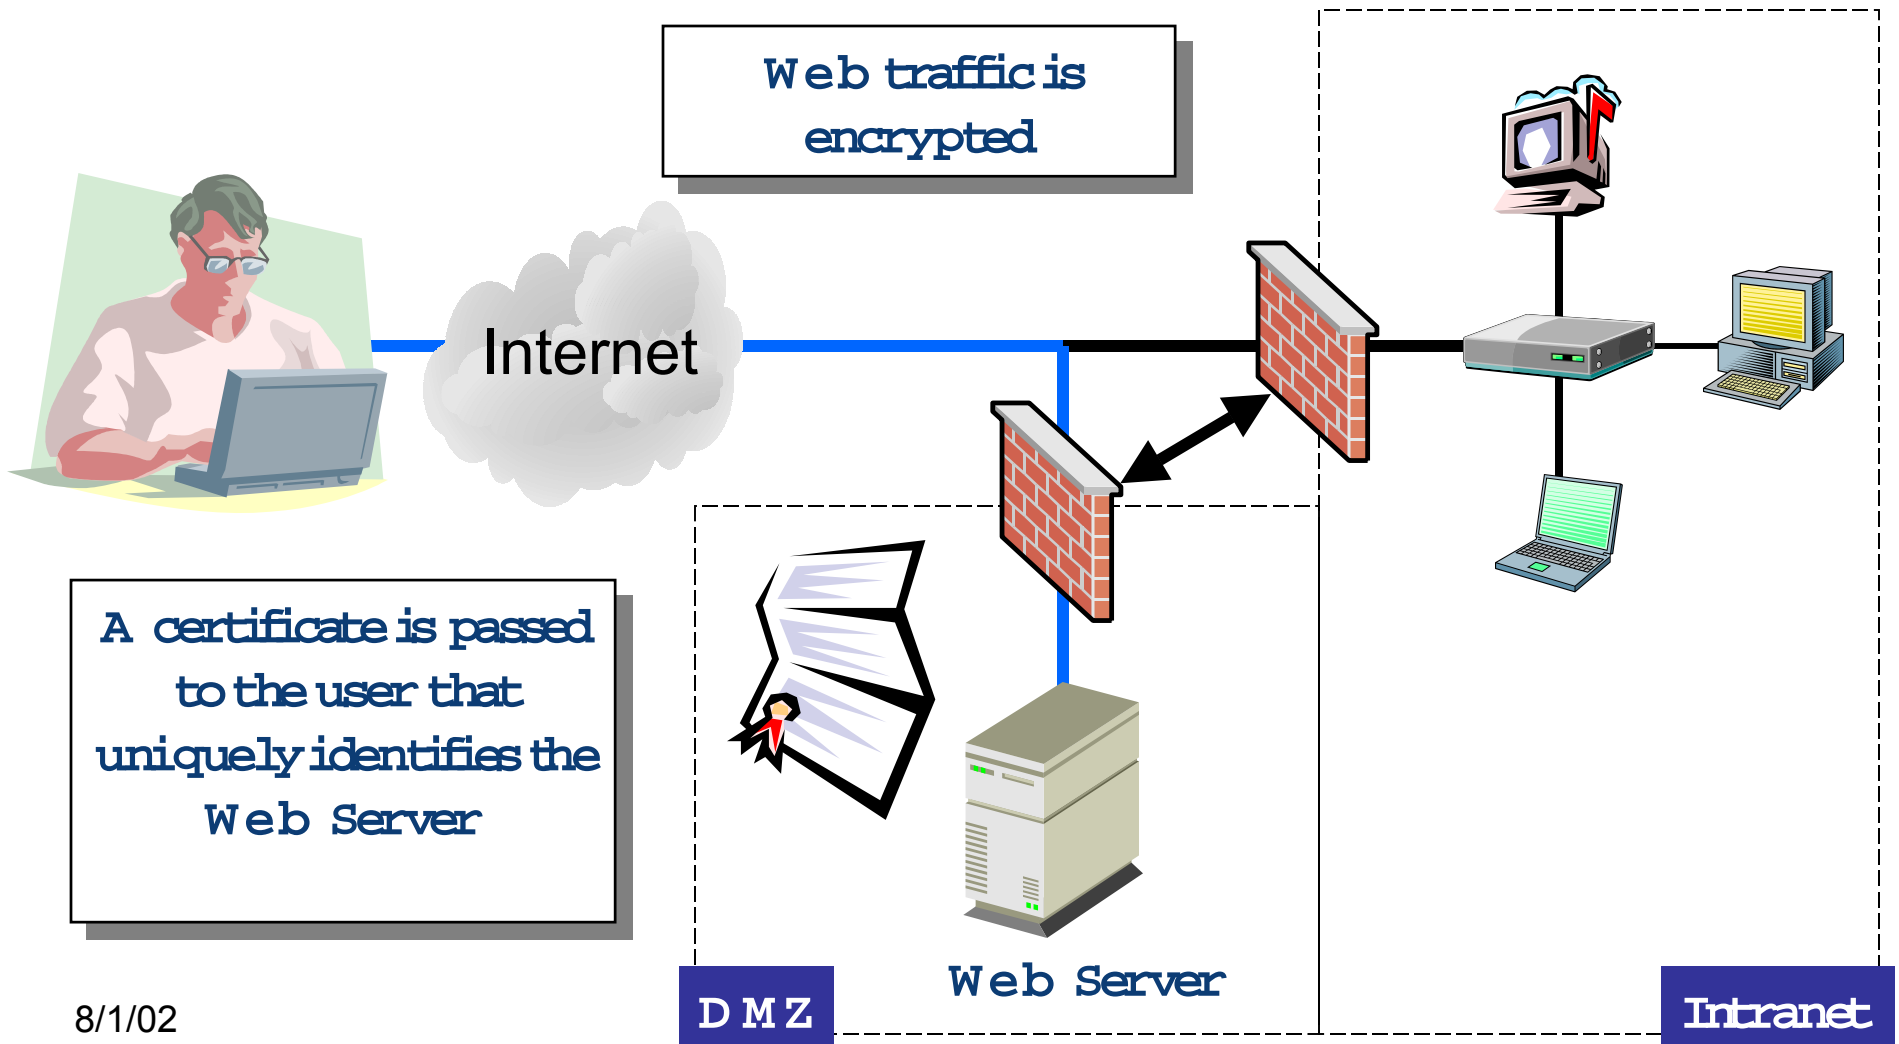 Web traffic is
encrypted
Internet
A certificate is passed
to the user that
uniquely identifies the
Web Server
Web Server
DMZ
Intranet
8/1/02